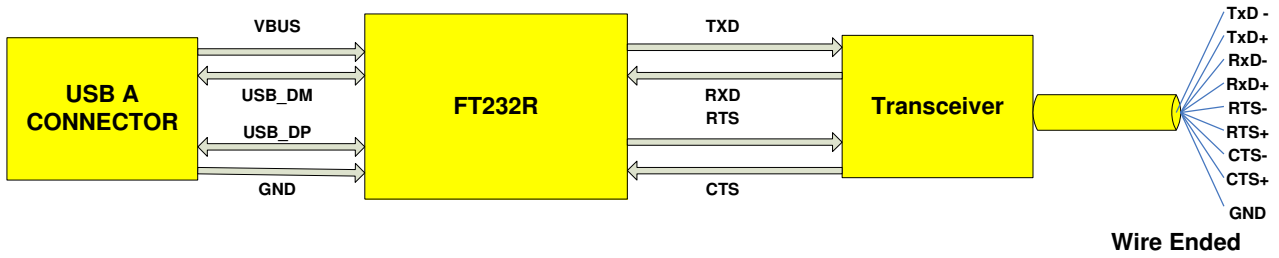 USB A
CONNECTOR
VBUS
USB_DM
USB_DP
GND
FT232R
TXD
RXD
RTS
CTS
Transceiver
TxD -
TxD+
RxD-
RxD+
RTS-
RTS+
CTS-
CTS+
GND
Wire Ended